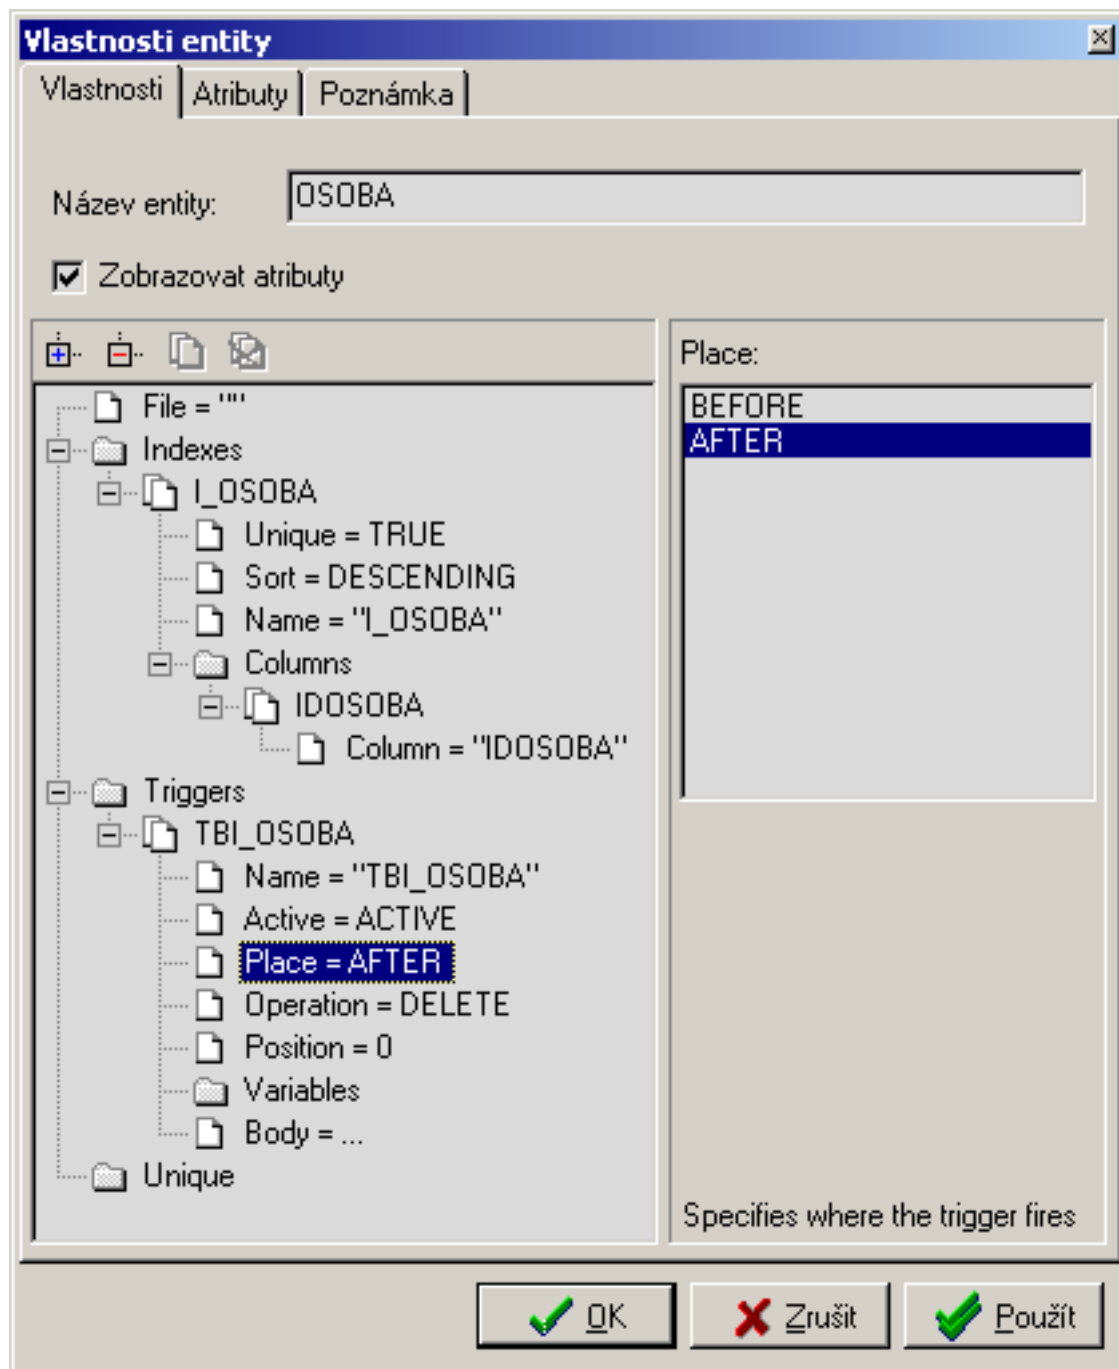 Vlastnosti entity
Vlastnosti Atributy Poznámka
Název entity: OSOBA
Zobrazovat atributy
File = ""
Indexes
I_OSOBA
Unique = TRUE
Sort = DESCENDING
Name = "I_OSOBA"
Columns
IDOSOBA
Column = "IDOSOBA"
Triggers
TBI_OSOBA
Name = "TBI_OSOBA"
Active = ACTIVE
Place = AFTER
Operation = DELETE
Position = 0
Variables
Body = ...
Unique
Place:
BEFORE
AFTER
Specifies where the trigger fires
OK Zrušit Použít